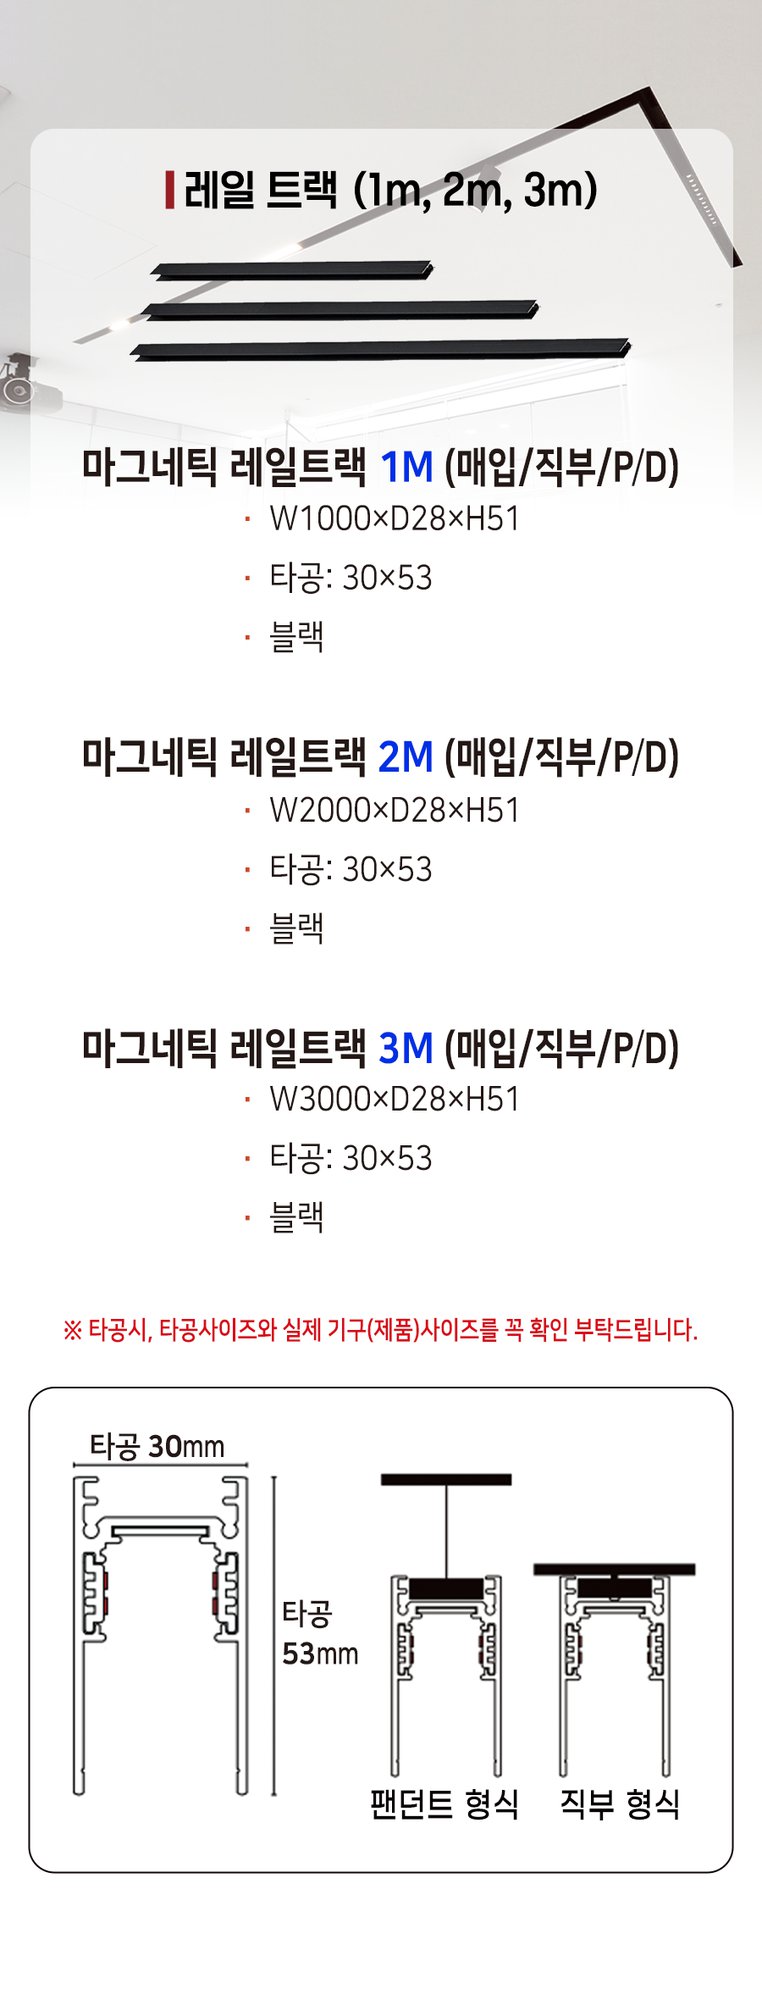 레일 트랙 (1m, 2m, 3m)
마그네틱 레일트랙 1M (매입/직부/P/D)
· W1000×D28×H51
· 타공: 30×53
· 블랙
마그네틱 레일트랙 2M (매입/직부/P/D)
· W2000×D28×H51
· 타공: 30×53
· 블랙
마그네틱 레일트랙 3M (매입/직부/P/D)
· W3000×D28×H51
· 타공: 30×53
· 블랙
※ 타공시, 타공사이즈와 실제 기구(제품)사이즈를 꼭 확인 부탁드립니다.
타공 30mm
타공
53mm
팬던트 형식
직부 형식